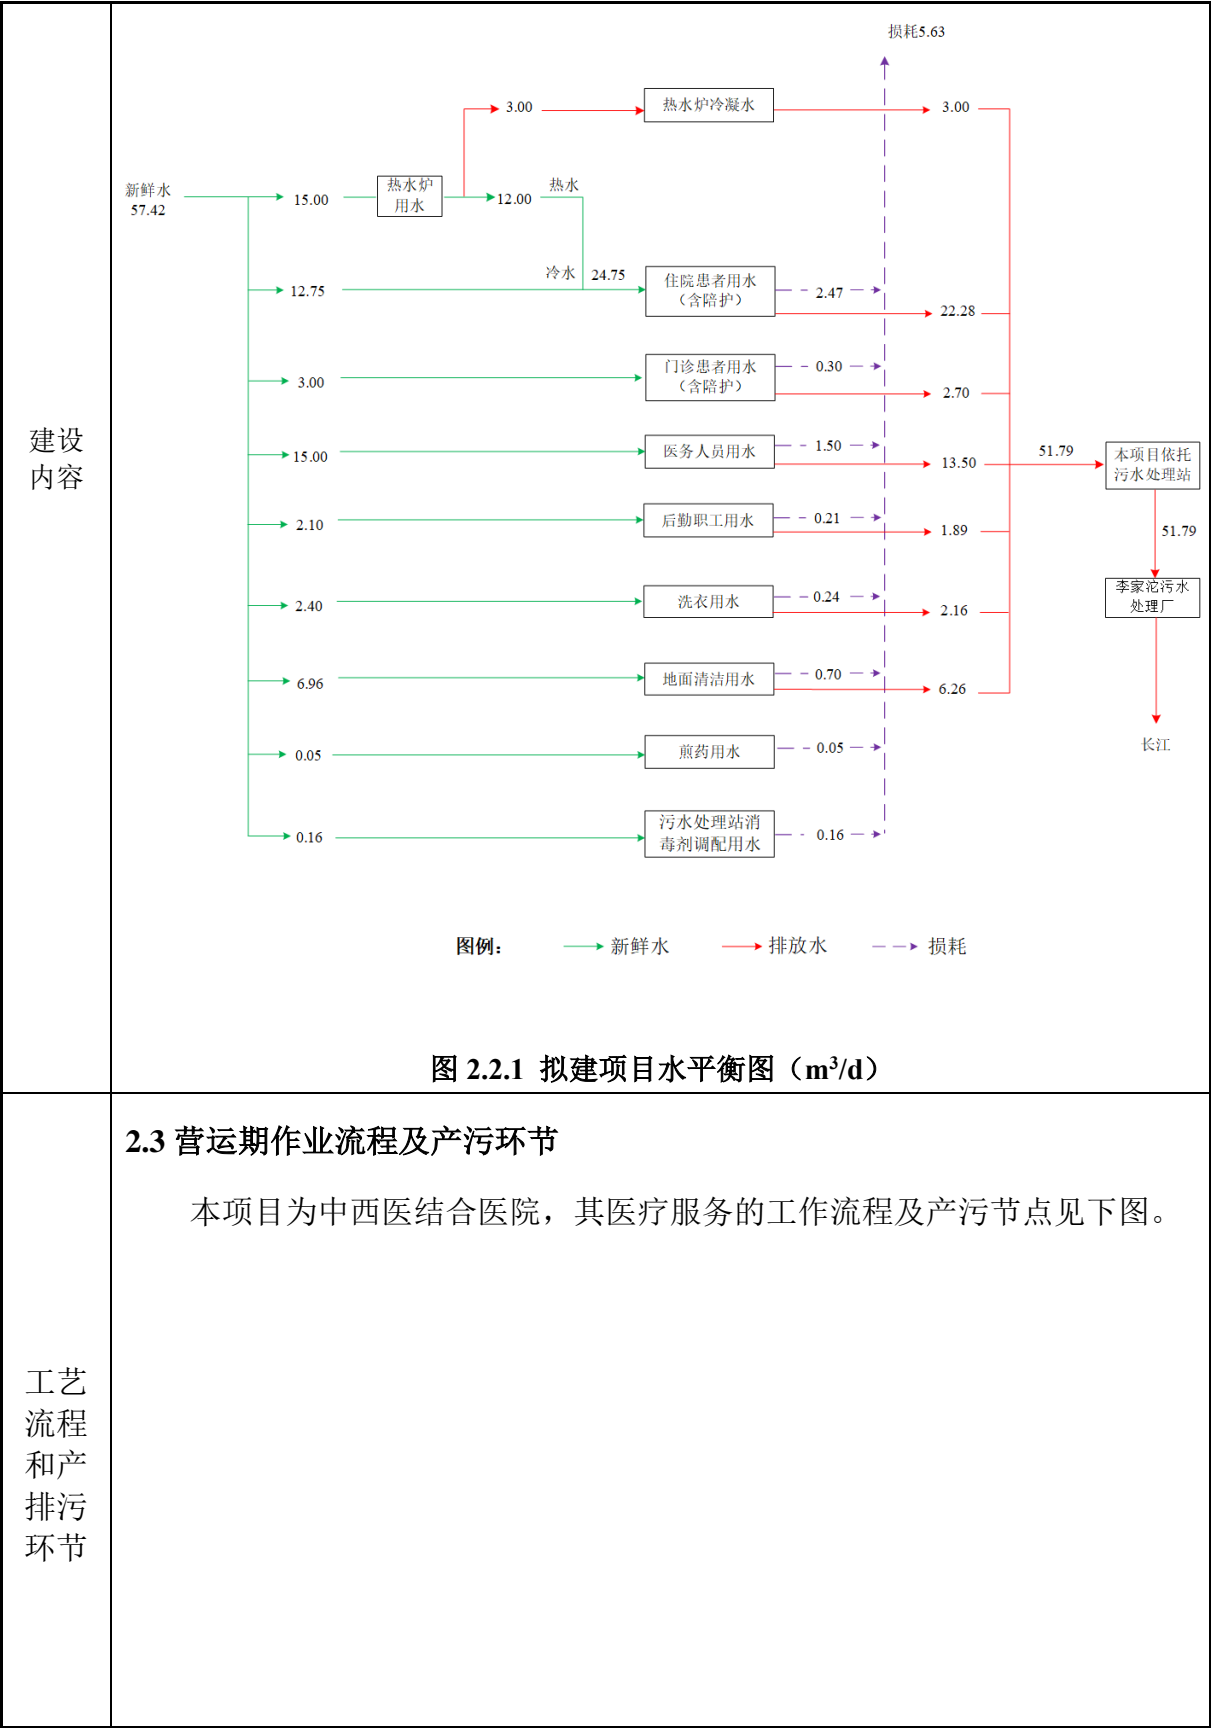 建设
内容
损耗5.63
3.00
热水炉冷凝水
3.00
新鲜水
57.42
15.00
热水炉
用水
12.00
热水
冷水
24.75
12.75
住院患者用水
（含陪护）
2.47
22.28
3.00
门诊患者用水
（含陪护）
0.30
2.70
15.00
医务人员用水
1.50
13.50
51.79
本项目依托
污水处理站
51.79
2.10
后勤职工用水
0.21
1.89
李家沱污水
处理厂
2.40
洗衣用水
0.24
2.16
6.96
地面清洁用水
0.70
6.26
长江
0.05
煎药用水
0.05
0.16
污水处理站消
毒剂调配用水
0.16
图例：
新鲜水
排放水
损耗
图 2.2.1 拟建项目水平衡图（m³/d）
工艺
流程
和产
排污
环节
2.3 营运期作业流程及产污环节
本项目为中西医结合医院，其医疗服务的工作流程及产污节点见下图。